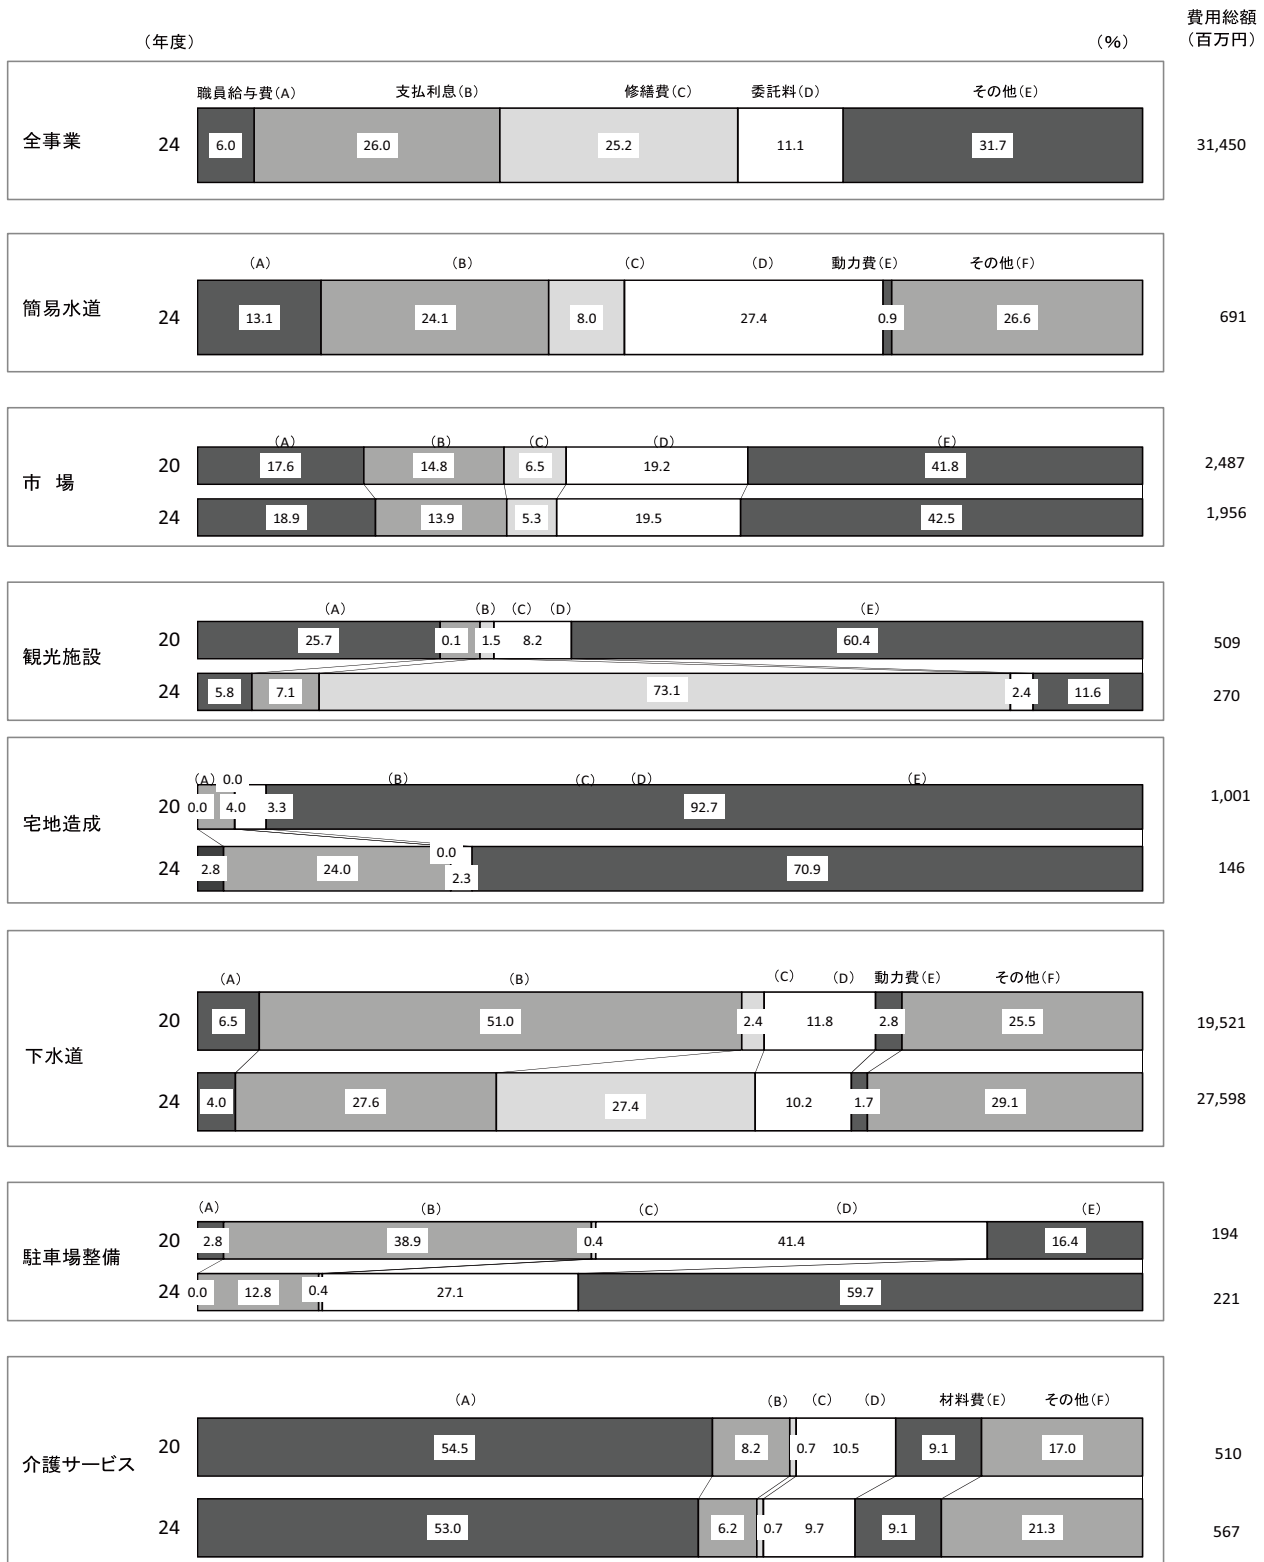 費用総額
（年度） （％） （百万円）
職員給与費（A） 支払利息（B） 修繕費（C） 委託料（D） その他（E）
全事業 24 6.0 26.0 25.2 11.1 31.7 31,450
（A） （B） （C） （D） 動力費（E） その他（F）
簡易水道 24 13.1 24.1 8.0 27.4 0.9 26.6 691
（A） （B） （C） （D） （E）
20 17.6 14.8 6.5 19.2 41.8 2,487
市 場
24 18.9 13.9 5.3 19.5 42.5 1,956
（A） （B） （C） （D） （E）
20 25.7 0.1 1.5 8.2 60.4 509
観光施設
24 5.8 7.1 73.1 2.4 11.6 270
（A） 0.0 （B） （C） （D） （E）
20 0.0 4.0 3.3 92.7 1,001
宅地造成
24 2.8 24.0 0.0 2.3 70.9 146
（A） （B） （C） （D） 動力費（E） その他（F）
20 6.5 51.0 2.4 11.8 2.8 25.5 19,521
下水道
24 4.0 27.6 27.4 10.2 1.7 29.1 27,598
（A） （B） （C） （D） （E）
20 2.8 38.9 0.4 41.4 16.4 194
駐車場整備
24 0.0 12.8 0.4 27.1 59.7 221
（A） （B） （C） （D） 材料費（E） その他（F）
20 54.5 8.2 0.7 10.5 9.1 17.0 510
介護サービス
24 53.0 6.2 0.7 9.7 9.1 21.3 567